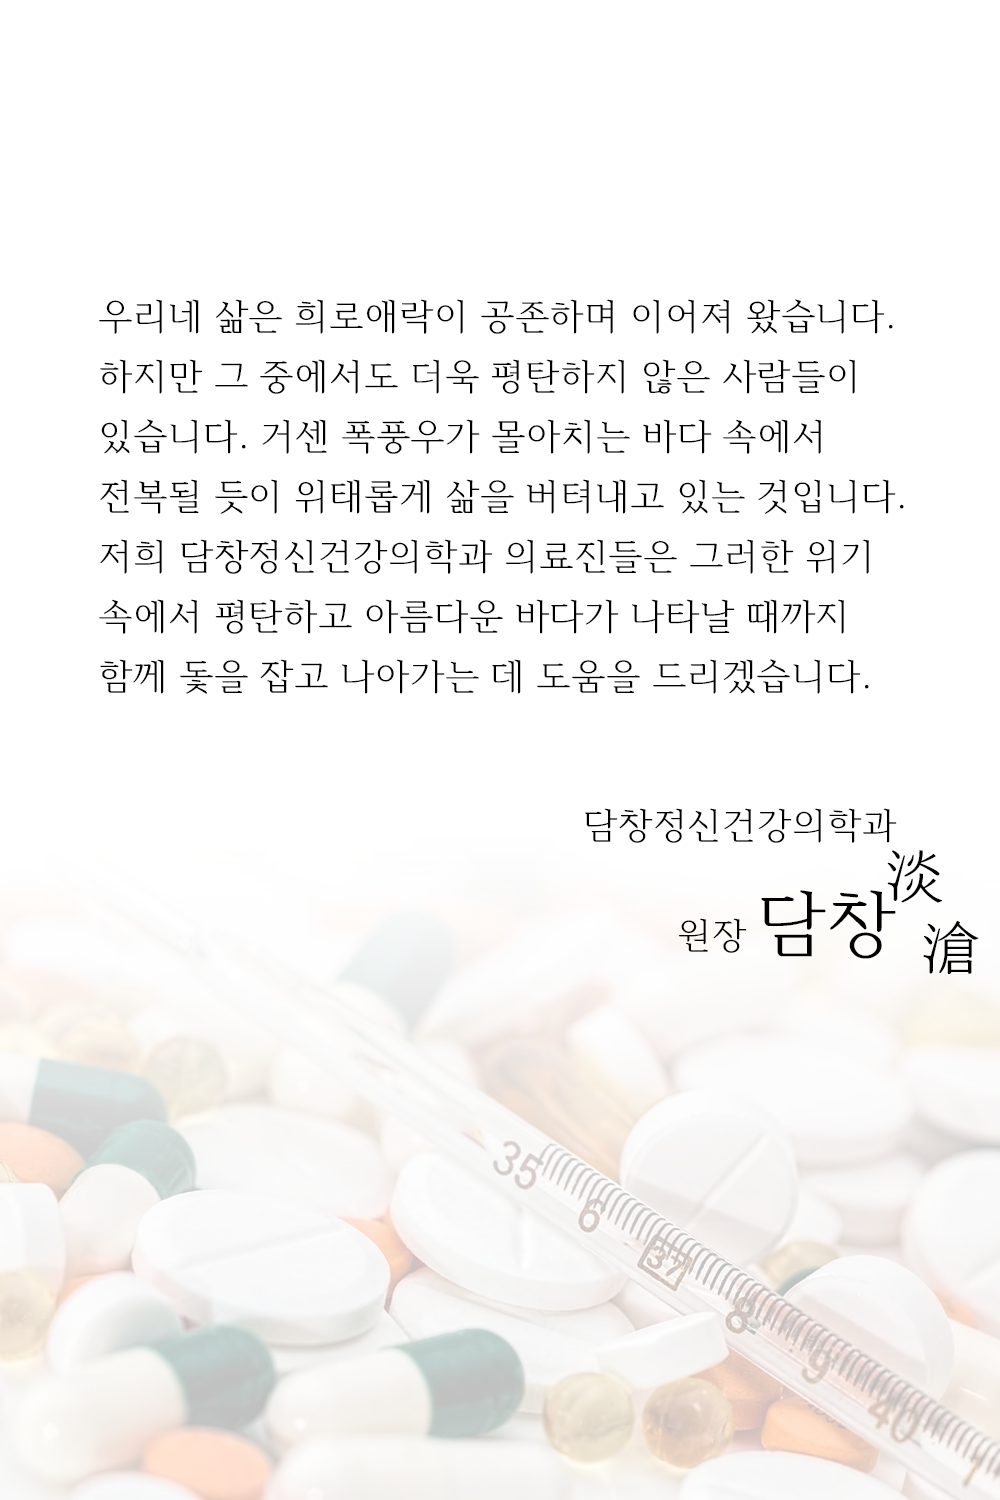 우리네 삶은 희로애락이 공존하며 이어져 왔습니다.
하지만 그 중에서도 더욱 평탄하지 않은 사람들이
있습니다. 거센 폭풍우가 몰아치는 바다 속에서
전복될 듯이 위태롭게 삶을 버텨내고 있는 것입니다.
저희 담창정신건강의학과 의료진들은 그러한 위기
속에서 평탄하고 아름다운 바다가 나타날 때까지
함께 돛을 잡고 나아가는 데 도움을 드리겠습니다.
담창정신건강의학과
원장 담창 淡滄
35 6 37 8 9 40